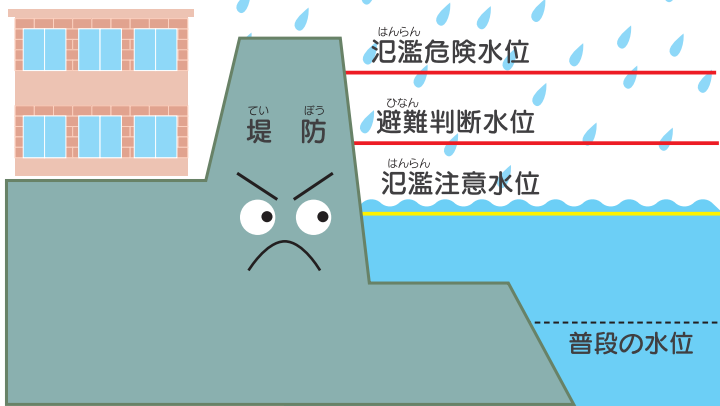 はんらん
氾濫危険水位
ひなん
避難判断水位
てい ぼう
堤 防
はんらん
氾濫注意水位
普段の水位